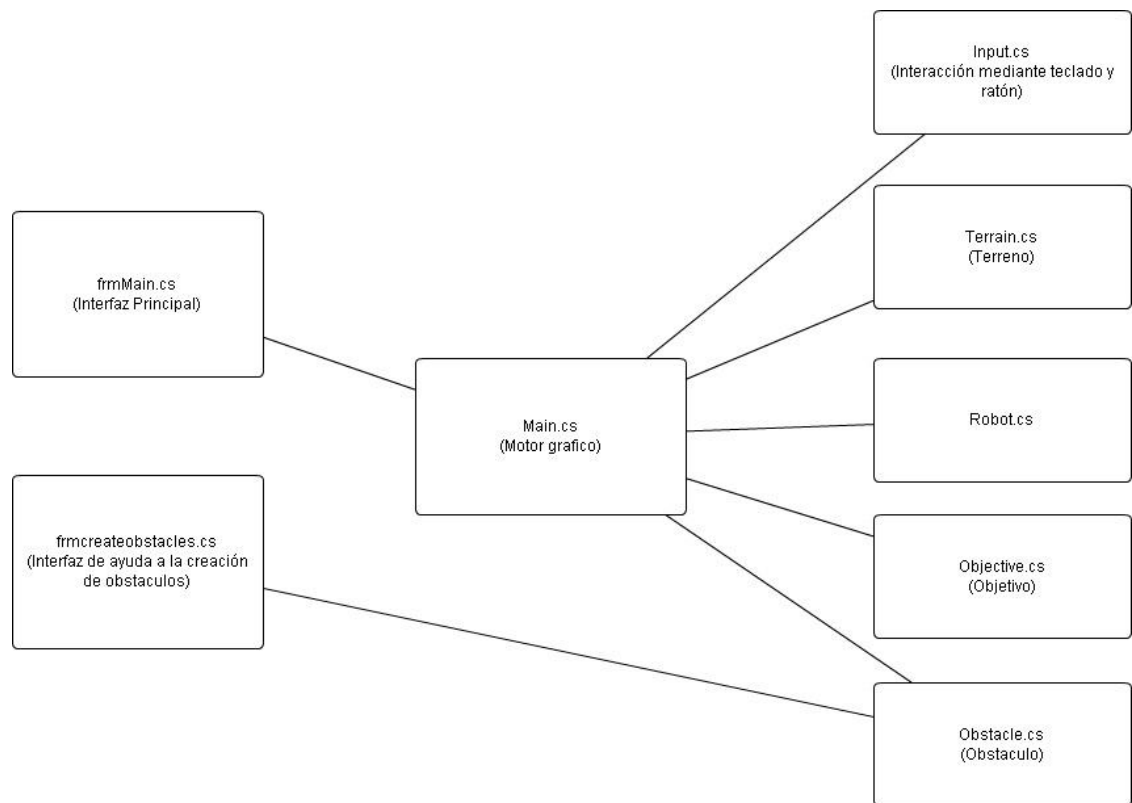 Input.cs
(Interacción mediante teclado y
ratón)
Terrain.cs
(Terreno)
frmMain.cs
(Interfaz Principal)
Main.cs
(Motor grafico)
Robot.cs
frmcreateobstacles.cs
(Interfaz de ayuda a la creación
de obstaculos)
Objective.cs
(Objetivo)
Obstacle.cs
(Obstaculo)